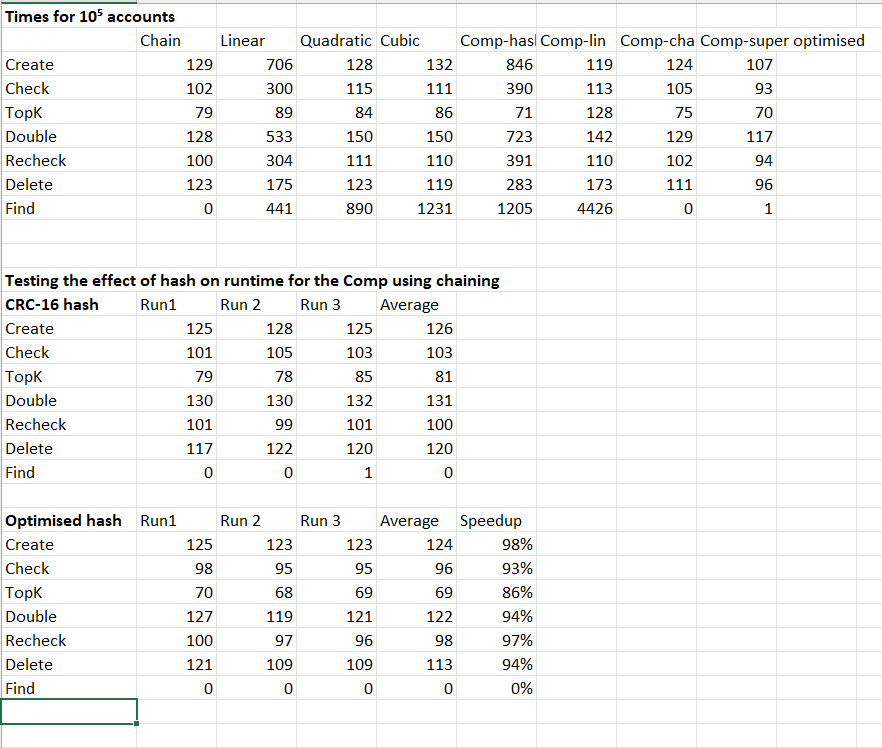 Times for 10⁵ accounts
Chain Linear Quadratic Cubic Comp-hasl Comp-lin Comp-cha Comp-super optimised
Create 129 706 128 132 846 119 124 107
Check 102 300 115 111 390 113 105 93
TopK 79 89 84 86 71 128 75 70
Double 128 533 150 150 723 142 129 117
Recheck 100 304 111 110 391 110 102 94
Delete 123 175 123 119 283 173 111 96
Find 0 441 890 1231 1205 4426 0 1
Testing the effect of hash on runtime for the Comp using chaining
CRC-16 hash Run1 Run 2 Run 3 Average
Create 125 128 125 126
Check 101 105 103 103
TopK 79 78 85 81
Double 130 130 132 131
Recheck 101 99 101 100
Delete 117 122 120 120
Find 0 0 1 0
Optimised hash Run1 Run 2 Run 3 Average Speedup
Create 125 123 123 124 98%
Check 98 95 95 96 93%
TopK 70 68 69 69 86%
Double 127 119 121 122 94%
Recheck 100 97 96 98 97%
Delete 121 109 109 113 94%
Find 0 0 0 0 0%